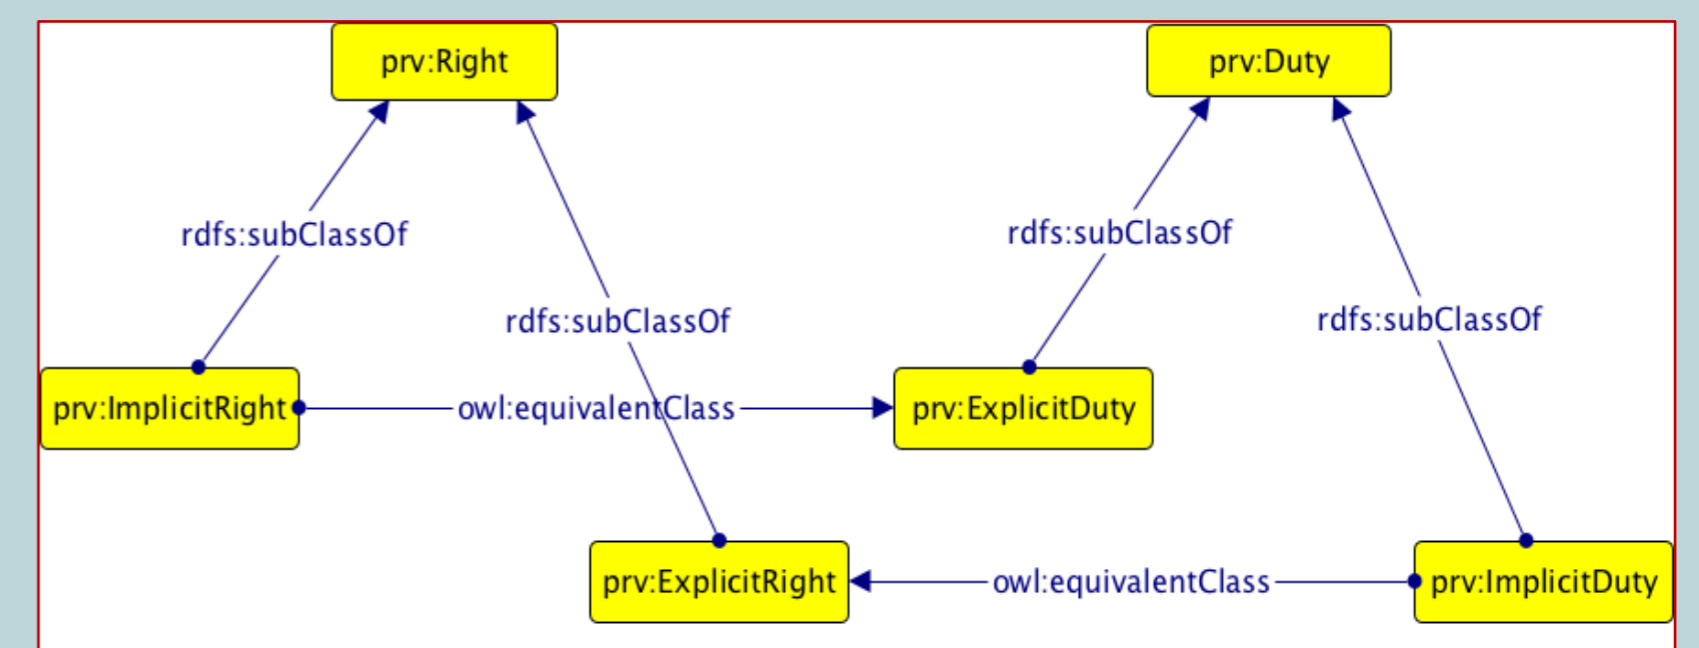 prv:Right
prv:Duty
rdfs:subClassOf
rdfs:subClassOf
rdfs:subClassOf
rdfs:subClassOf
prv:ImplicitRight
owl:equivalentClass
prv:ExplicitDuty
prv:ExplicitRight
owl:equivalentClass
prv:ImplicitDuty